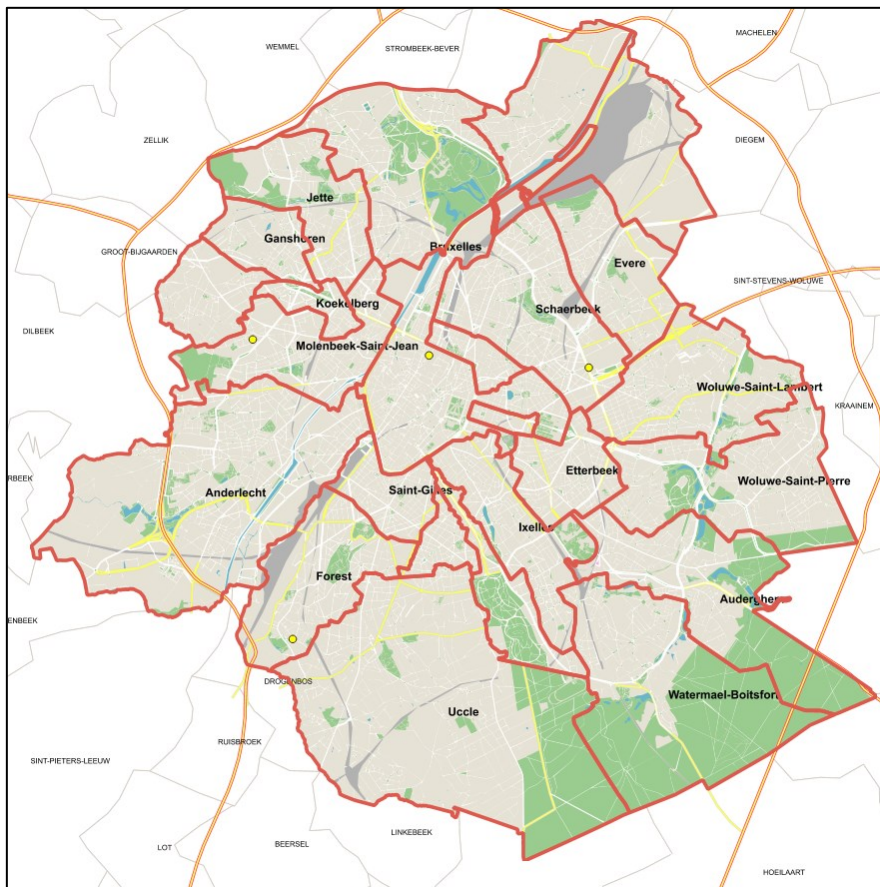 MACHELEN
WEMMEL
STROMBEEK-BEVER
ZELLIK
DIEGEM
Jette
Ganshoren
Bruxelles
GROOT-BIJGAARDEN
Evere
SINT-STEVENS-WOLUWE
Koekelberg
Schaerbeek
DILBEEK
Molenbeek-Saint-Jean
Woluwe-Saint-Lambert
KRAAINEM
Etterbeek
RBEEK
Woluwe-Saint-Pierre
Anderlecht
Saint-Gilles
Ixelles
Forest
Auderghem
ENBEEK
DROGENBOS
Watermael-Boitsfort
Uccle
RUISBROEK
SINT-PIETERS-LEEUW
LINKEBEEK
BEERSEL
LOT
HOEILAART